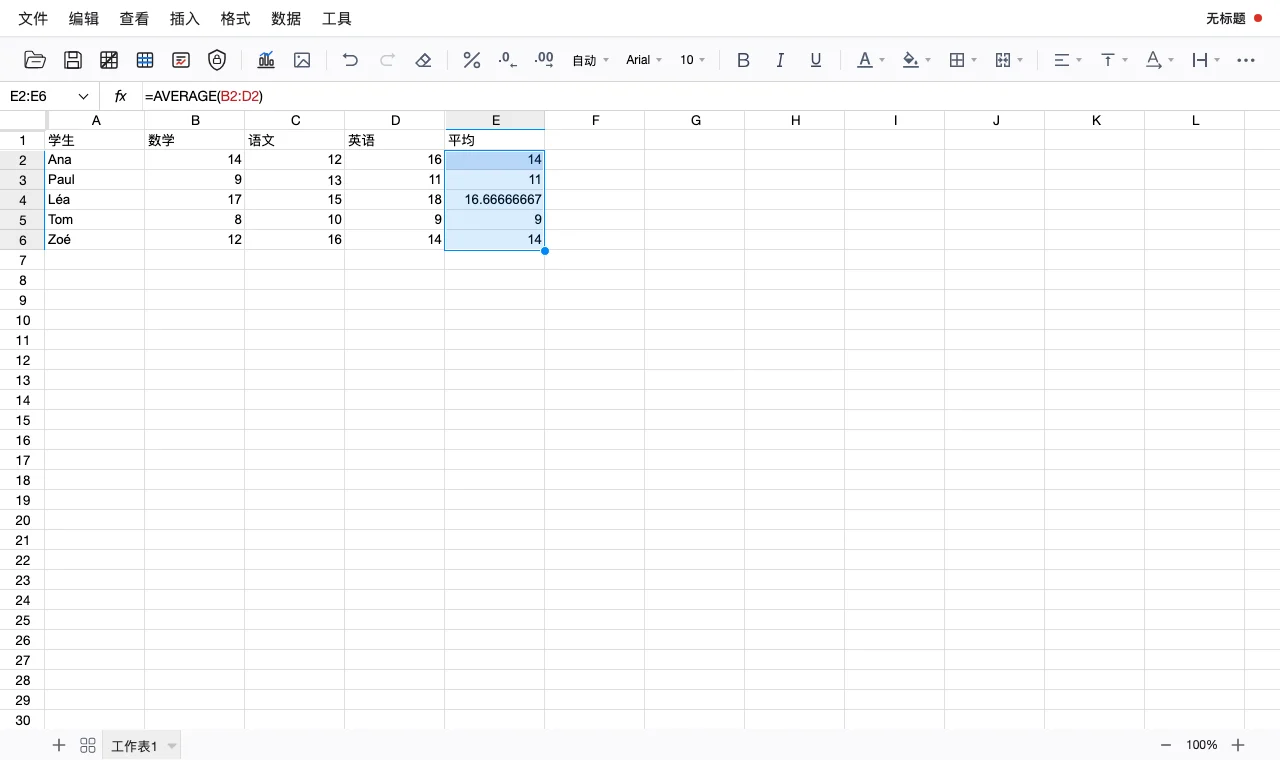 文件 编辑 查看 插入 格式 数据 工具 无标题
% .0 .00 自动 Arial 10 B I U A A
E2:E6 fx =AVERAGE(B2:D2)
A B C D E F G H I J K L
1 学生 数学 语文 英语 平均
2 Ana 14 12 16 14
3 Paul 9 13 11 11
4 Léa 17 15 18 16.66666667
5 Tom 8 10 9 9
6 Zoé 12 16 14 14
7
8
9
10
11
12
13
14
15
16
17
18
19
20
21
22
23
24
25
26
27
28
29
30
工作表1 100%